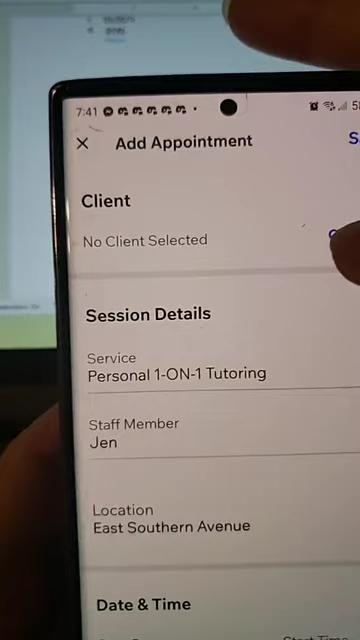 7:41
Add Appointment
Client
No Client Selected
Session Details
Service
Personal 1-ON-1 Tutoring
Staff Member
Jen
Location
East Southern Avenue
Date & Time